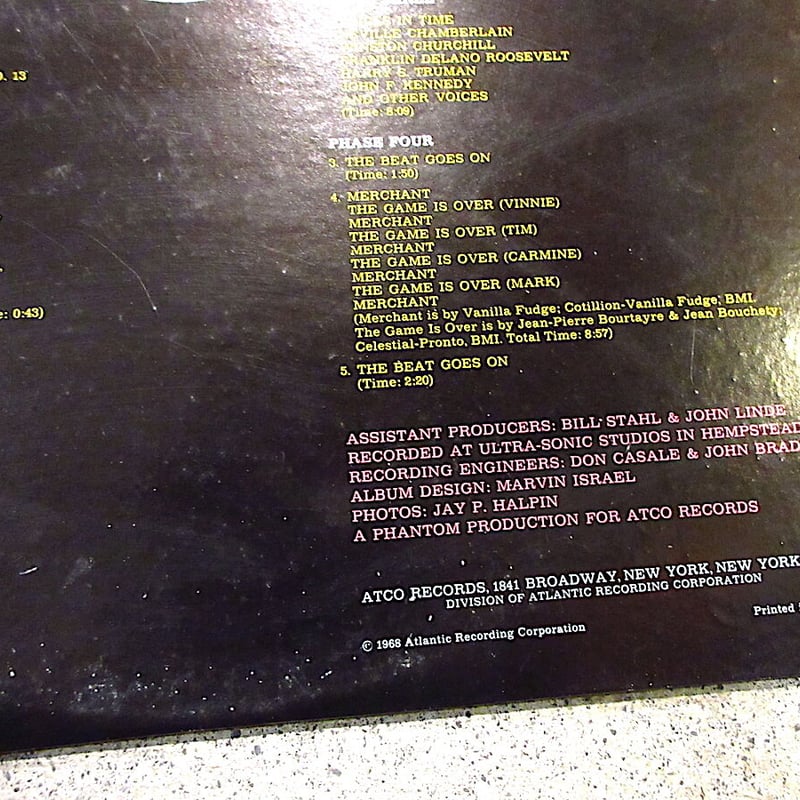 . 13
e: 0:43)
IN TIME
CHAMBERLAIN
CHURCHILL
FRANKLIN DELANO ROOSEVELT
HARRY S. TRUMAN
JOHN F. KENNEDY
AND OTHER VOICES
(Time: 8:09)
PHASE FOUR
3. THE BEAT GOES ON
(Time: 1:50)
4. MERCHANT
THE GAME IS OVER (VINNIE)
MERCHANT
THE GAME IS OVER (TIM)
MERCHANT
THE GAME IS OVER (CARMINE)
MERCHANT
THE GAME IS OVER (MARK)
MERCHANT
(Merchant is by Vanilla Fudge; Cotillion-Vanilla Fudge, BMI.
The Game Is Over is by Jean-Pierre Bourtayre & Jean Bouchety;
Celestial-Pronto, BMI. Total Time: 8:57)
5. THE BEAT GOES ON
(Time: 2:20)
ASSISTANT PRODUCERS: BILL STAHL & JOHN LINDE
RECORDED AT ULTRA-SONIC STUDIOS IN HEMPSTEAD
RECORDING ENGINEERS: DON CASALE & JOHN BRAD
ALBUM DESIGN: MARVIN ISRAEL
PHOTOS: JAY P. HALPIN
A PHANTOM PRODUCTION FOR ATCO RECORDS
ATCO RECORDS, 1841 BROADWAY, NEW YORK, NEW YORK
DIVISION OF ATLANTIC RECORDING CORPORATION
© 1968 Atlantic Recording Corporation
Printed